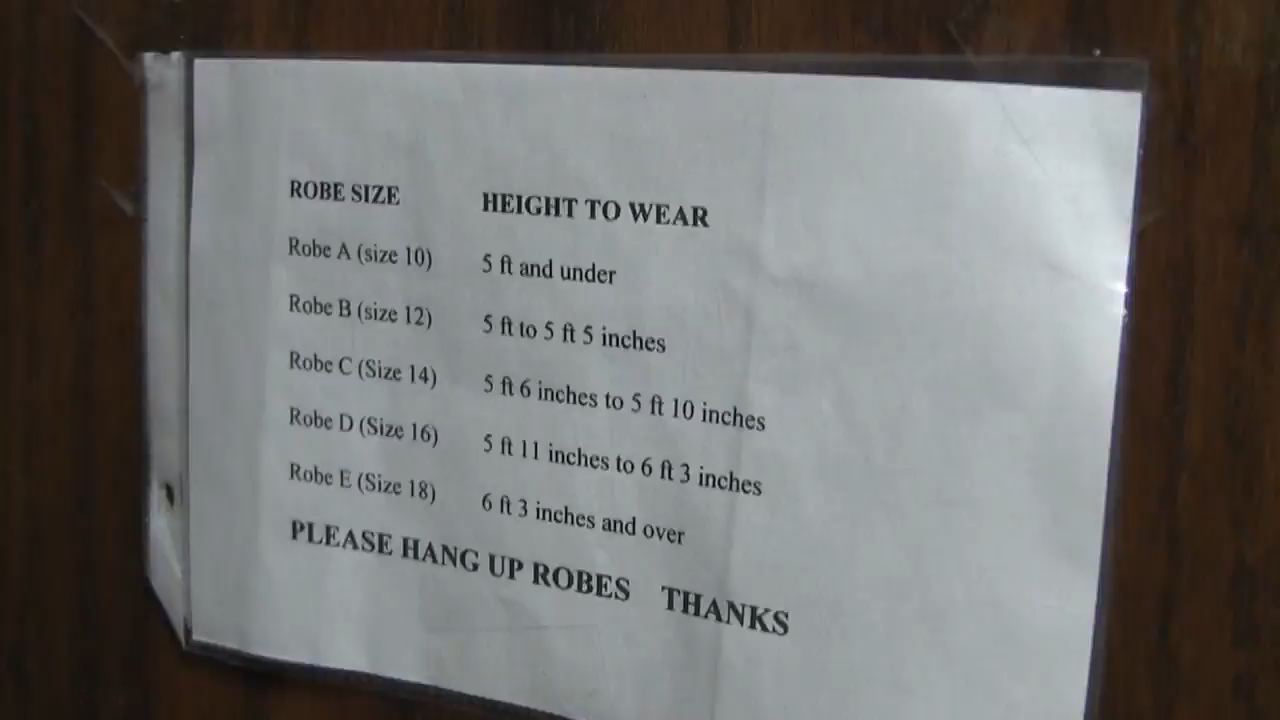 ROBE SIZE HEIGHT TO WEAR
Robe A (size 10) 5 ft and under
Robe B (size 12) 5 ft to 5 ft 5 inches
Robe C (Size 14) 5 ft 6 inches to 5 ft 10 inches
Robe D (Size 16) 5 ft 11 inches to 6 ft 3 inches
Robe E (Size 18) 6 ft 3 inches and over
PLEASE HANG UP ROBES THANKS